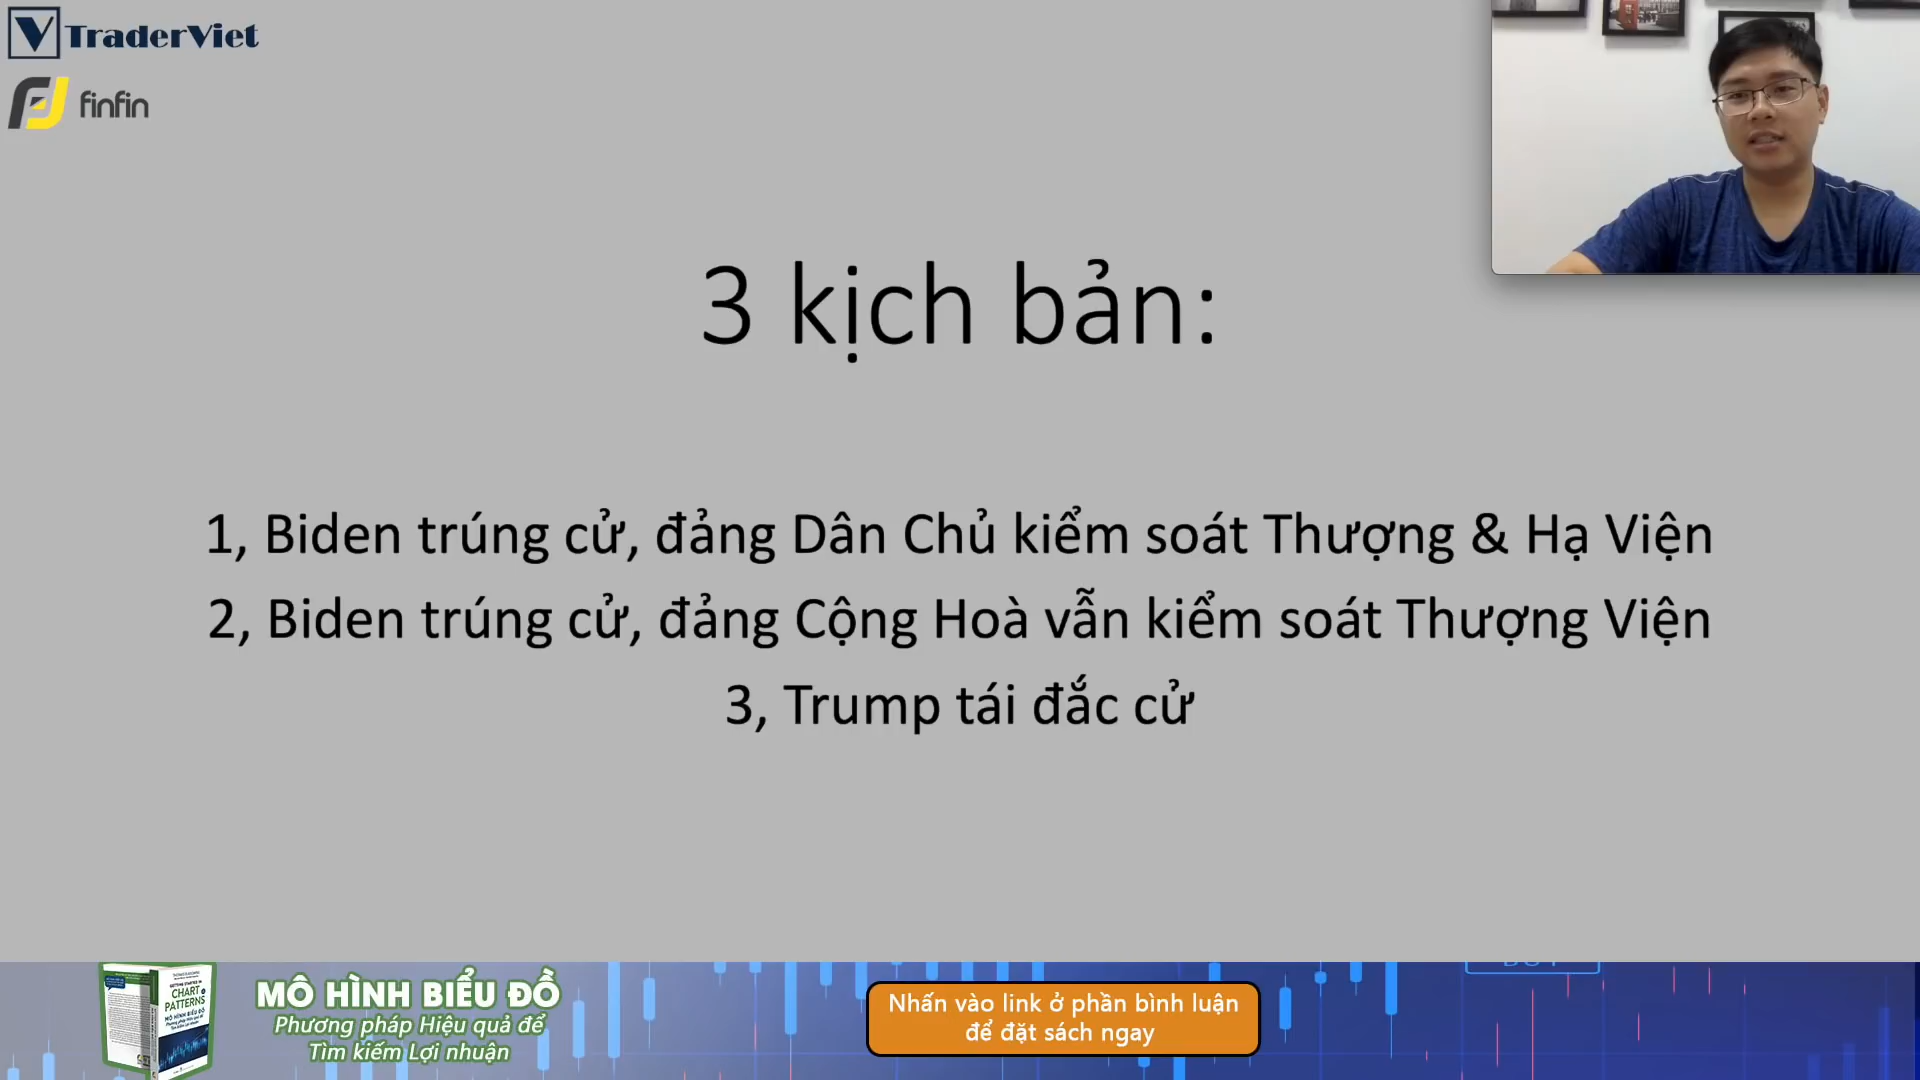 TraderViet
finfin
3 kịch bản:
1, Biden trúng cử, đảng Dân Chủ kiểm soát Thượng & Hạ Viện
2, Biden trúng cử, đảng Cộng Hoà vẫn kiểm soát Thượng Viện
3, Trump tái đắc cử
CHART
PATTERNS
MÔ HÌNH BIỂU ĐỒ
Phương pháp Hiệu quả để
Tìm kiếm Lợi nhuận
Nhấn vào link ở phần bình luận
để đặt sách ngay